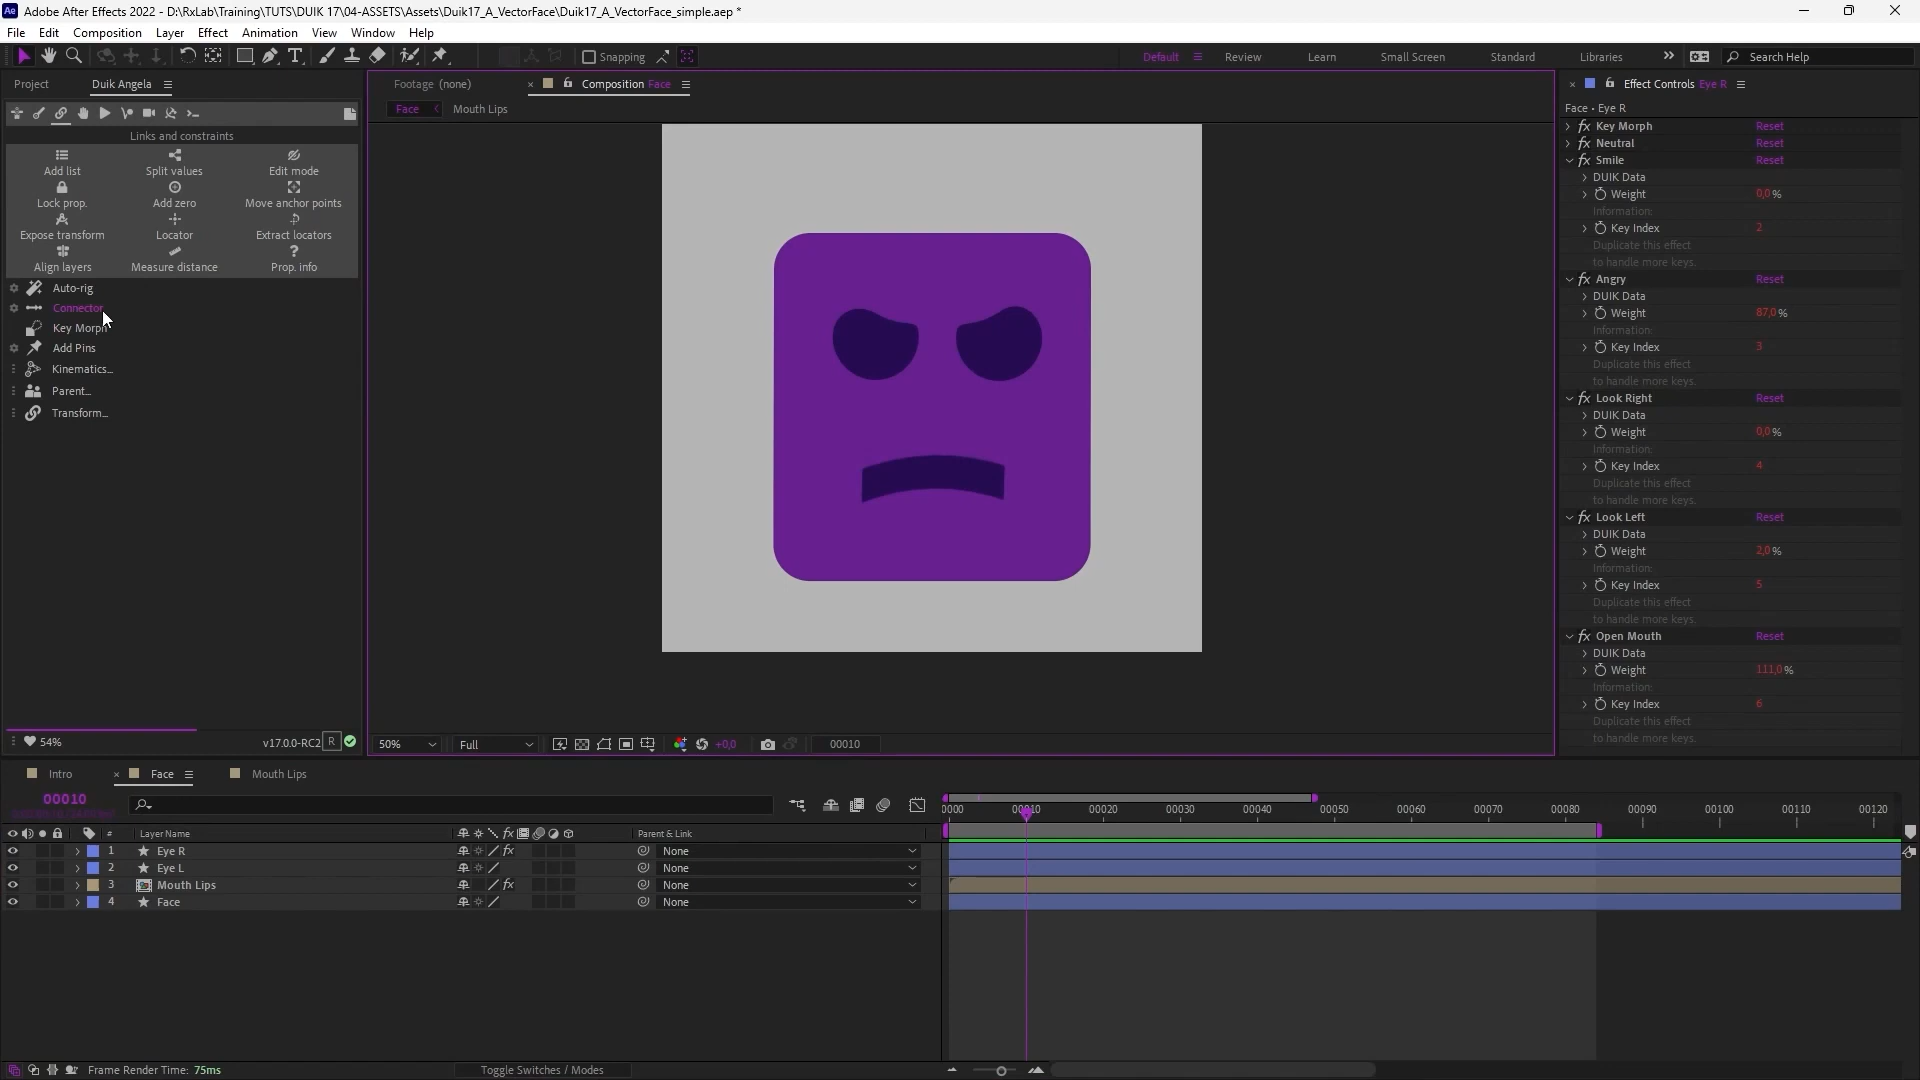 Adobe After Effects 2022 - D:\RxLab\Training\TUTS\DUIK 17\04-ASSETS\Assets\Duik17_A_VectorFace\Duik17_A_VectorFace_simple.aep *
File Edit Composition Layer Effect Animation View Window Help
Snapping Default Review Learn Small Screen Standard Libraries Search Help
Project Duik Angela
Footage (none) Composition Face
Effect Controls Eye R
Face Mouth Lips
Face • Eye R
Links and constraints
Add list Split values Edit mode
Lock prop. Add zero Move anchor points
Expose transform Locator Extract locators
Align layers Measure distance Prop. info
Auto-rig
Connector
Key Morph
Add Pins
Kinematics...
Parent...
Transform...
54% v17.0.0-RC2 R
50% Full +0,0 00010
fx Key Morph Reset
fx Neutral Reset
fx Smile Reset
DUIK Data
Weight 0,0 %
Information:
Key Index 2
Duplicate this effect
to handle more keys.
fx Angry Reset
DUIK Data
Weight 87,0 %
Information:
Key Index 3
Duplicate this effect
to handle more keys.
fx Look Right Reset
DUIK Data
Weight 0,0 %
Information:
Key Index 4
Duplicate this effect
to handle more keys.
fx Look Left Reset
DUIK Data
Weight 2,0 %
Information:
Key Index 5
Duplicate this effect
to handle more keys.
fx Open Mouth Reset
DUIK Data
Weight 111,0 %
Information:
Key Index 6
Duplicate this effect
to handle more keys.
Intro Face Mouth Lips
00010
0000 00010 00020 00030 00040 00050 00060 00070 00080 00090 00100 00110 00120
# Layer Name fx Parent & Link
1 Eye R fx None
2 Eye L None
3 Mouth Lips fx None
4 Face None
Frame Render Time: 75ms Toggle Switches / Modes